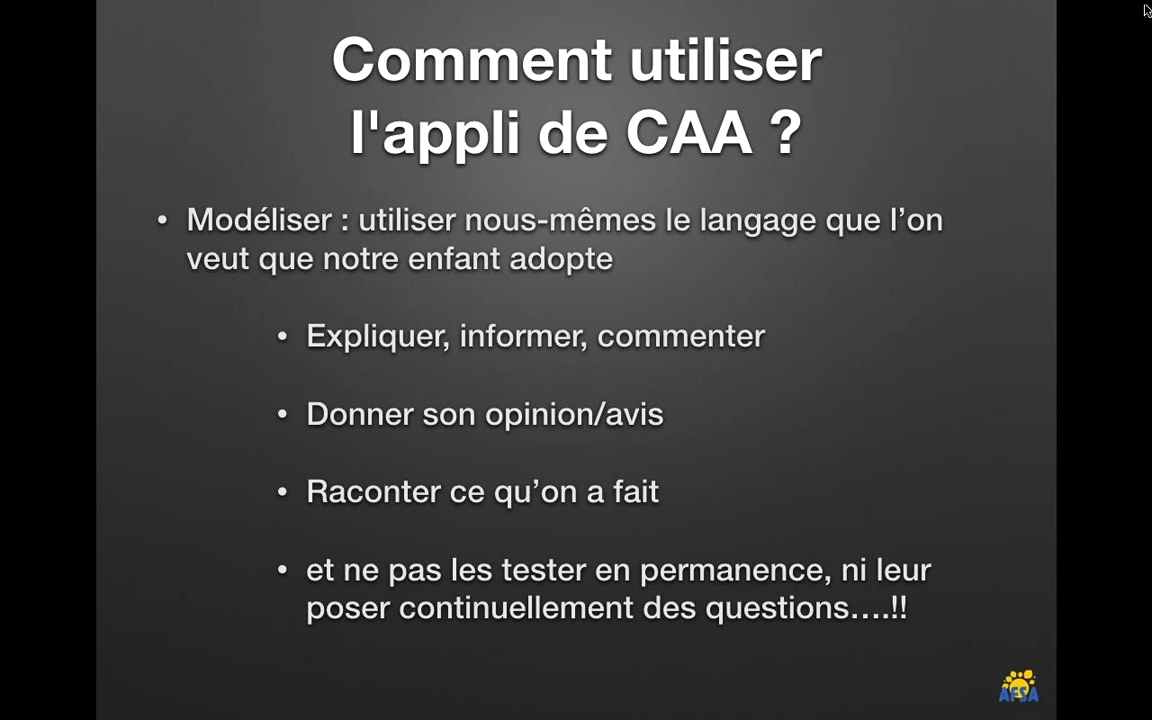 Comment utiliser
l'appli de CAA ?
• Modéliser : utiliser nous-mêmes le langage que l’on
veut que notre enfant adopte
• Expliquer, informer, commenter
• Donner son opinion/avis
• Raconter ce qu’on a fait
• et ne pas les tester en permanence, ni leur
poser continuellement des questions….!!
AFSA